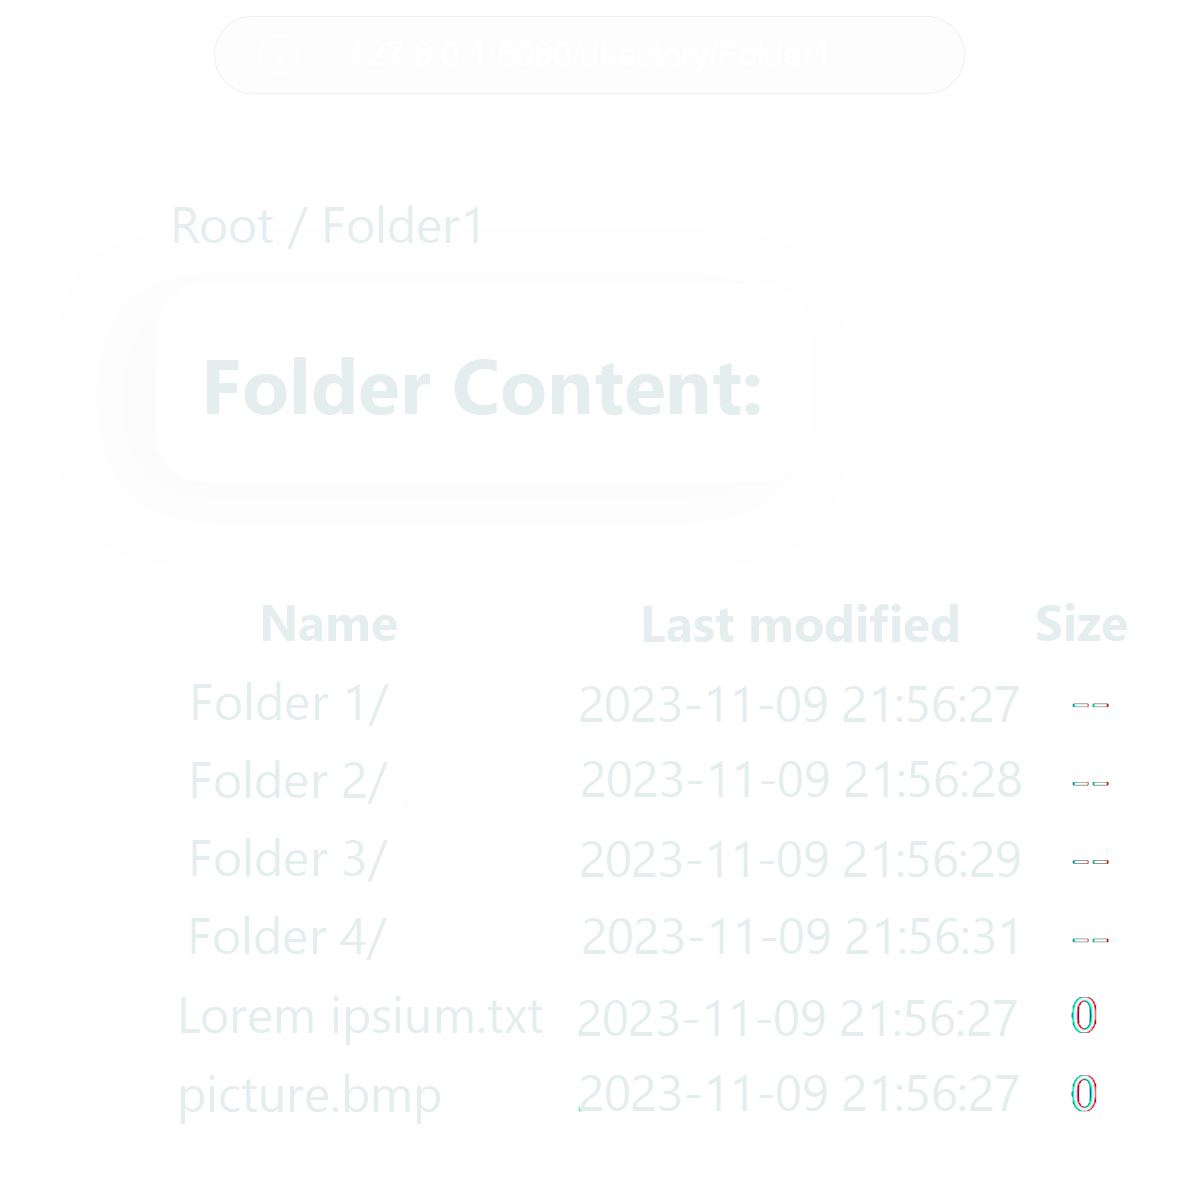 127.0.0.1:5000/directory/Folder1
Root / Folder1
Folder Content:
Name Last modified Size
Folder 1/ 2023-11-09 21:56:27 --
Folder 2/ 2023-11-09 21:56:28 --
Folder 3/ 2023-11-09 21:56:29 --
Folder 4/ 2023-11-09 21:56:31 --
Lorem ipsium.txt 2023-11-09 21:56:27 0
picture.bmp 2023-11-09 21:56:27 0